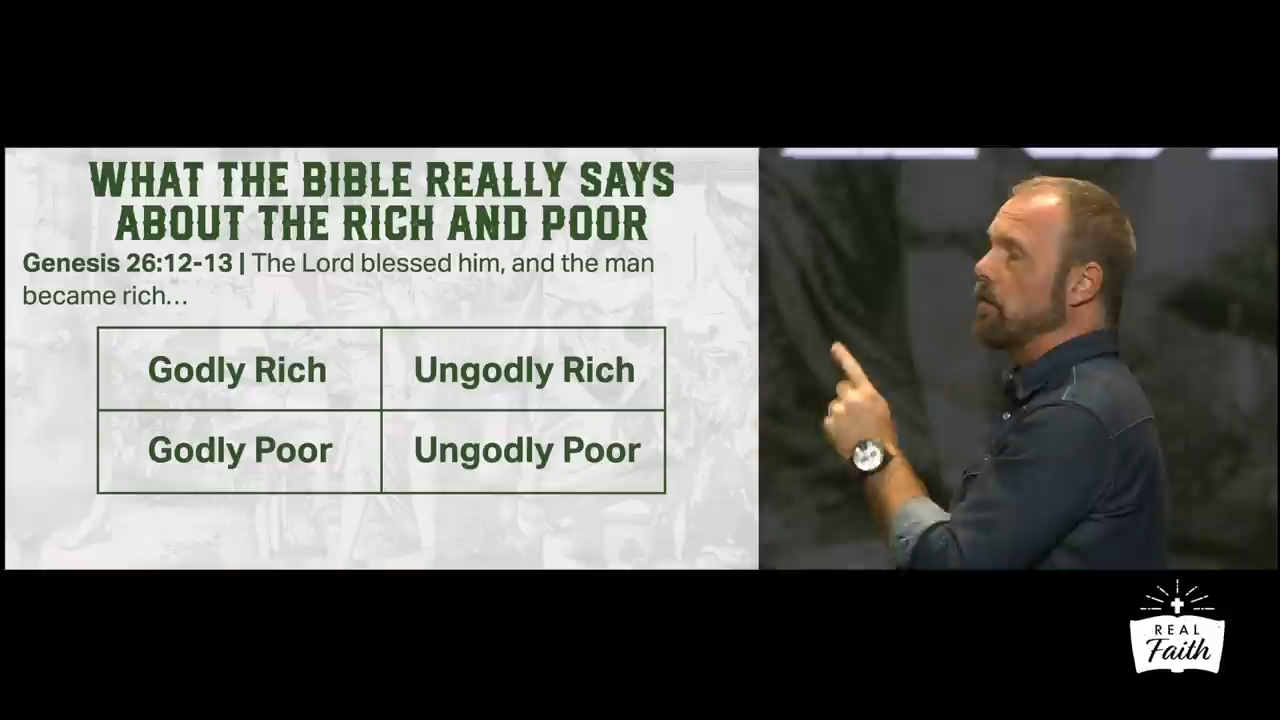 WHAT THE BIBLE REALLY SAYS
ABOUT THE RICH AND POOR
Genesis 26:12-13 | The Lord blessed him, and the man
became rich...
Godly Rich
Ungodly Rich
Godly Poor
Ungodly Poor
REAL
Faith